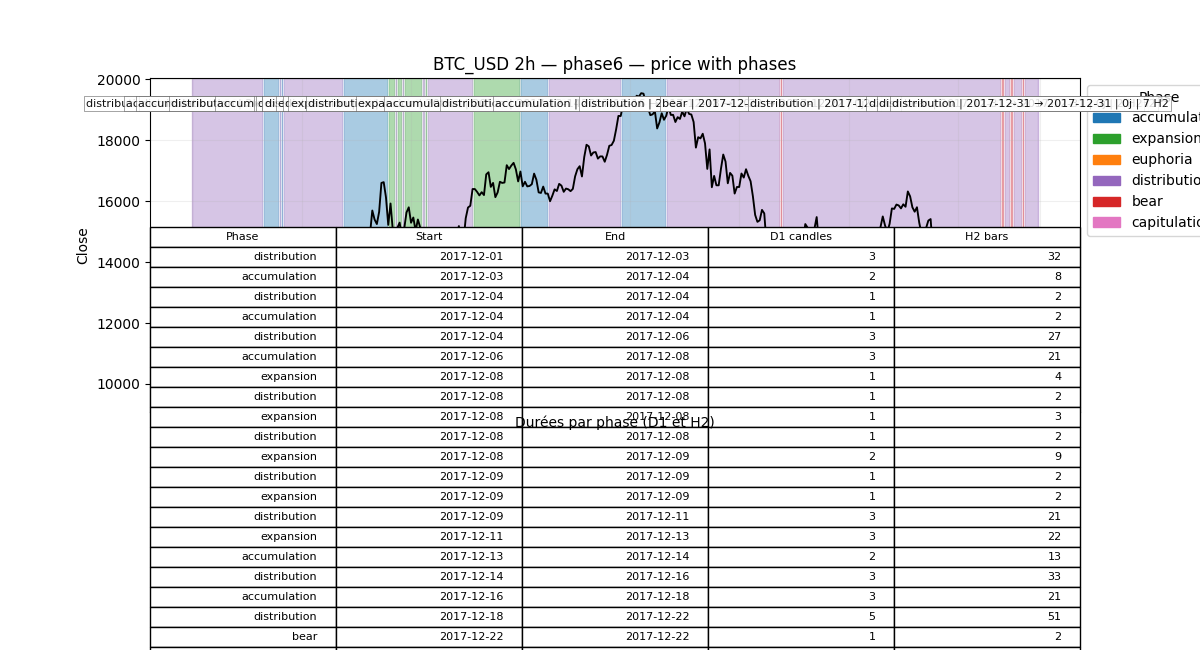 BTC_USD 2h — phase6 — price with phases
20000
distribution | 2017-12-31 → 2017-12-31 | 0j | 7 H2
Phase
accumulat
expansion
euphoria
distributio
bear
capitulatio
18000
16000
Close
14000
12000
10000
Phase Start End D1 candles H2 bars
distribution 2017-12-01 2017-12-03 3 32
accumulation 2017-12-03 2017-12-04 2 8
distribution 2017-12-04 2017-12-04 1 2
accumulation 2017-12-04 2017-12-04 1 2
distribution 2017-12-04 2017-12-06 3 27
accumulation 2017-12-06 2017-12-08 3 21
expansion 2017-12-08 2017-12-08 1 4
distribution 2017-12-08 2017-12-08 1 2
expansion 2017-12-08 2017-12-08 1 3
Durées par phase (D1 et H2)
distribution 2017-12-08 2017-12-08 1 2
expansion 2017-12-08 2017-12-09 2 9
distribution 2017-12-09 2017-12-09 1 2
expansion 2017-12-09 2017-12-09 1 2
distribution 2017-12-09 2017-12-11 3 21
expansion 2017-12-11 2017-12-13 3 22
accumulation 2017-12-13 2017-12-14 2 13
distribution 2017-12-14 2017-12-16 3 33
accumulation 2017-12-16 2017-12-18 3 21
distribution 2017-12-18 2017-12-22 5 51
bear 2017-12-22 2017-12-22 1 2